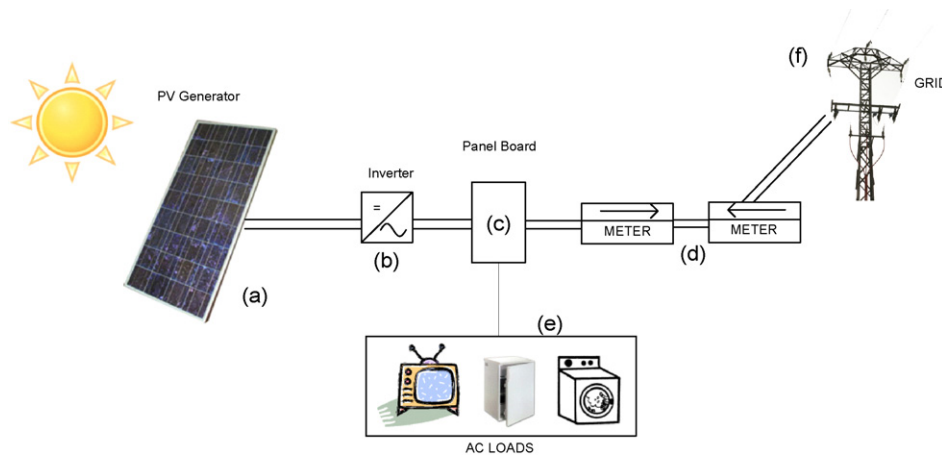 (f)
GRID
PV Generator
Panel Board
Inverter
=
(c)
METER
METER
(b)
(d)
(a)
(e)
AC LOADS